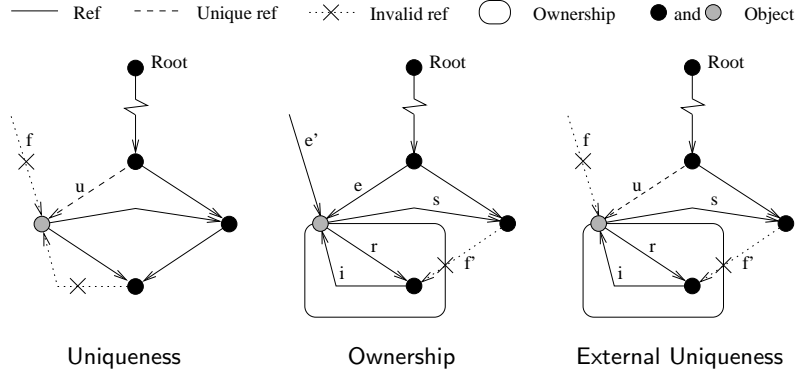 Ref Unique ref Invalid ref Ownership and Object
Root Root Root
f e' f
u e u
s s
r r
f' f'
i i
Uniqueness Ownership External Uniqueness